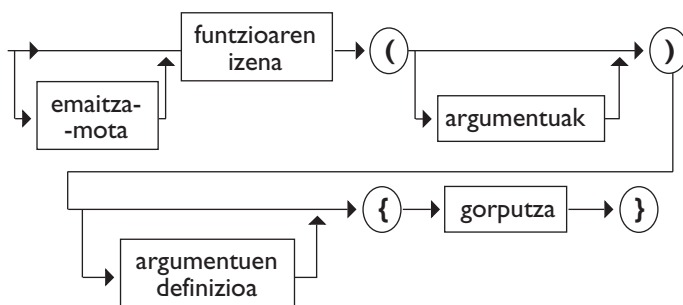 funtzioaren
izena
(
)
emaitza-
-mota
argumentuak
{
gorputza
}
argumentuen
definizioa